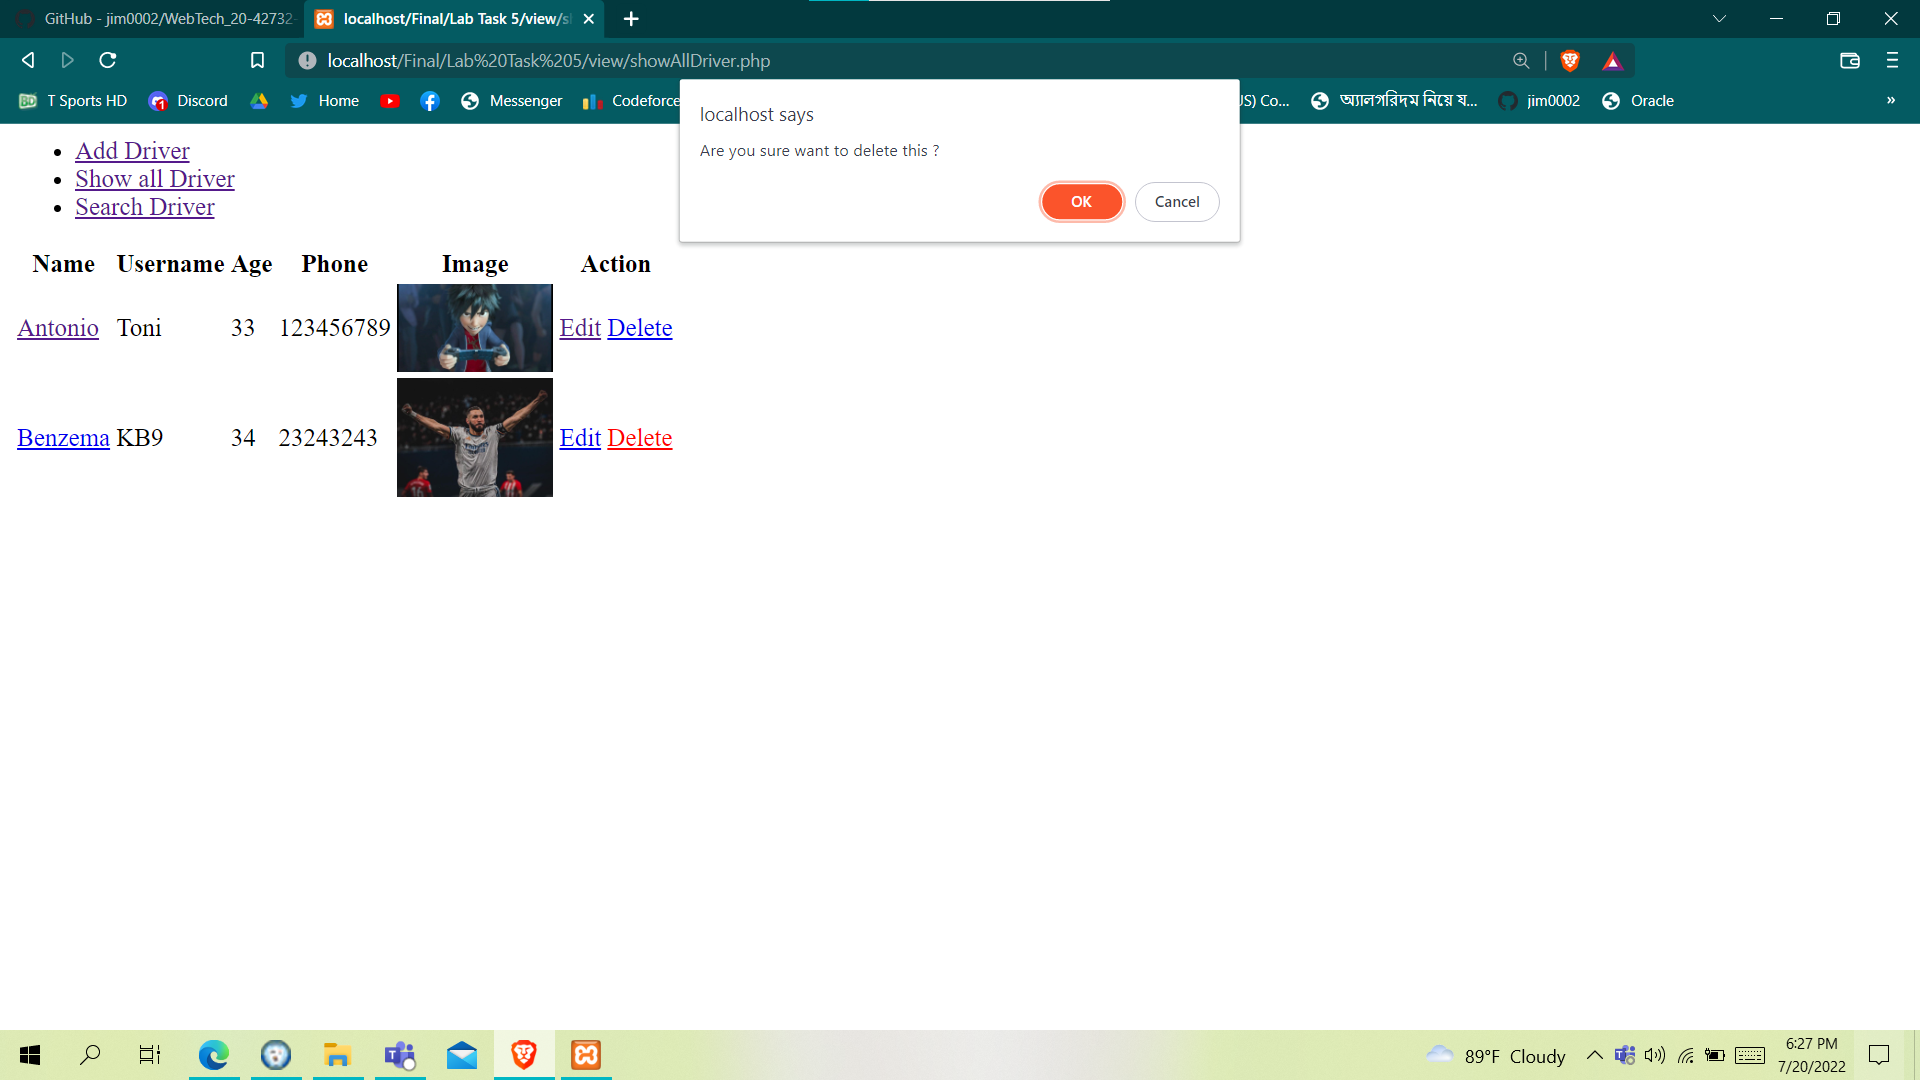 GitHub - jim0002/WebTech_20-42732-
localhost/Final/Lab Task 5/view/s
localhost/Final/Lab%20Task%205/view/showAllDriver.php
T Sports HD Discord Home Messenger Codeforce JS) Co... অ্যালগরিদম নিয়ে য... jim0002 Oracle »
localhost says
Are you sure want to delete this ?
OK Cancel
Add Driver
Show all Driver
Search Driver
Name Username Age Phone Image Action
Antonio Toni 33 123456789 Edit Delete
Benzema KB9 34 23243243 Edit Delete
89°F Cloudy
6:27 PM
7/20/2022